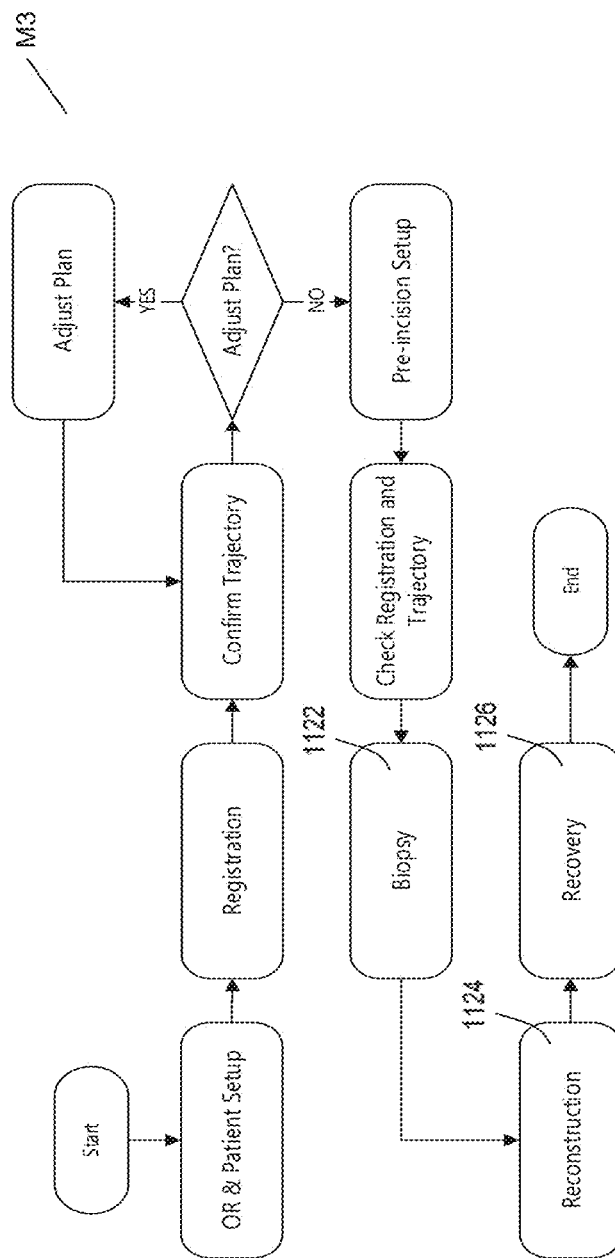 M3
Start
OR & Patient Setup
Registration
Confirm Trajectory
Adjust Plan?
YES
Adjust Plan
NO
Pre-incision Setup
Check Registration and
Trajectory
1122
Biopsy
1124
Reconstruction
1126
Recovery
End